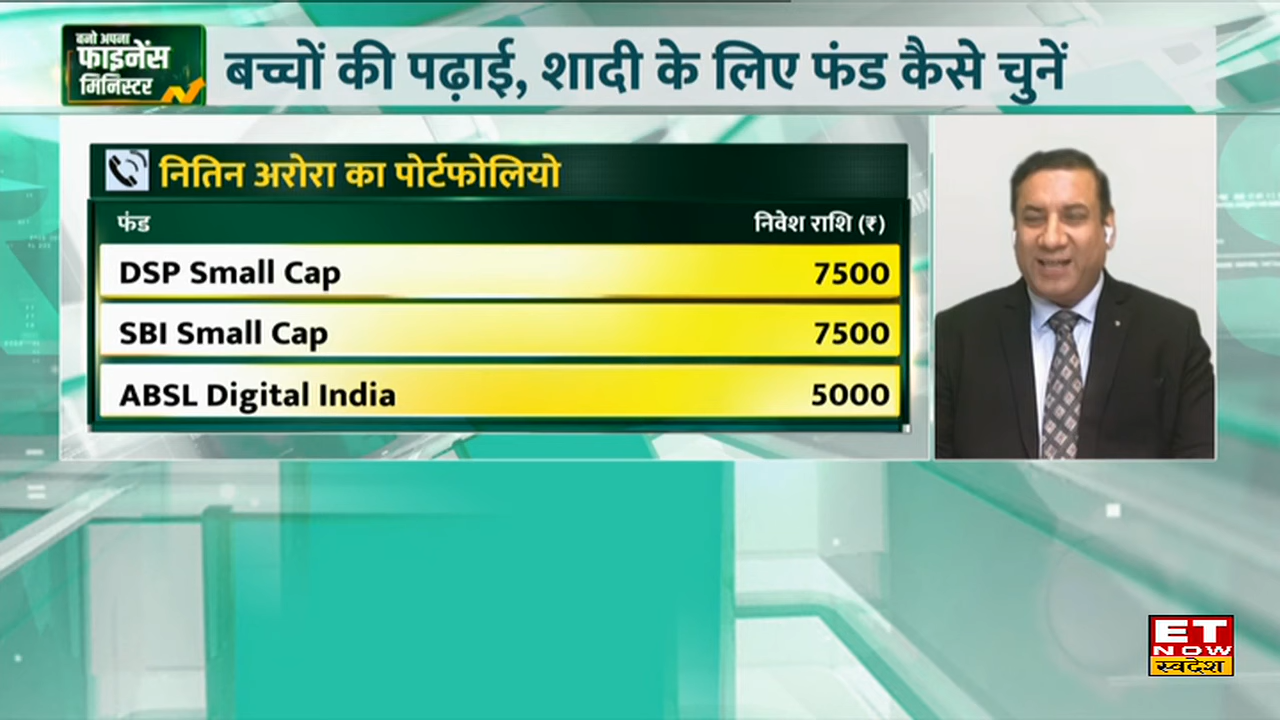 बनो अपना
फाइनेंस
मिनिस्टर
बच्चों की पढ़ाई, शादी के लिए फंड कैसे चुनें
नितिन अरोरा का पोर्टफोलियो
फंड निवेश राशि (₹)
DSP Small Cap 7500
SBI Small Cap 7500
ABSL Digital India 5000
ET
NOW
स्वदेश